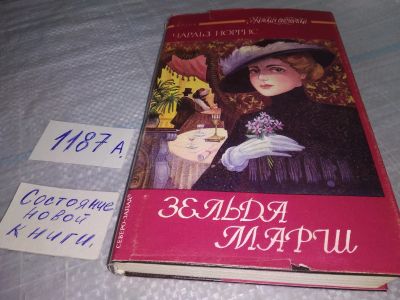 ЧАРЛЬЗ НОРРИС
1187 А.
Состояние
новой
книги.
СЕВЕРО-ЗАПАД
ЗЕЛЬДА
МАРШ